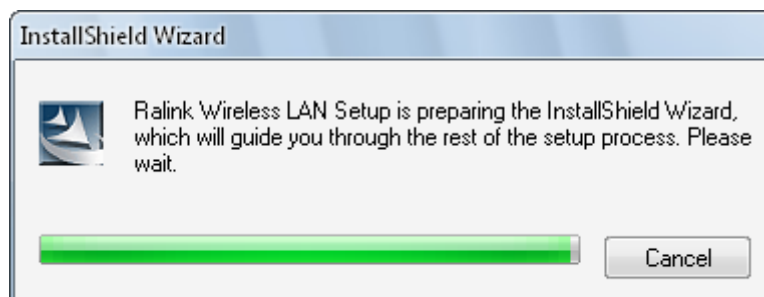 InstallShield Wizard
Ralink Wireless LAN Setup is preparing the InstallShield Wizard,
which will guide you through the rest of the setup process. Please
wait.
Cancel